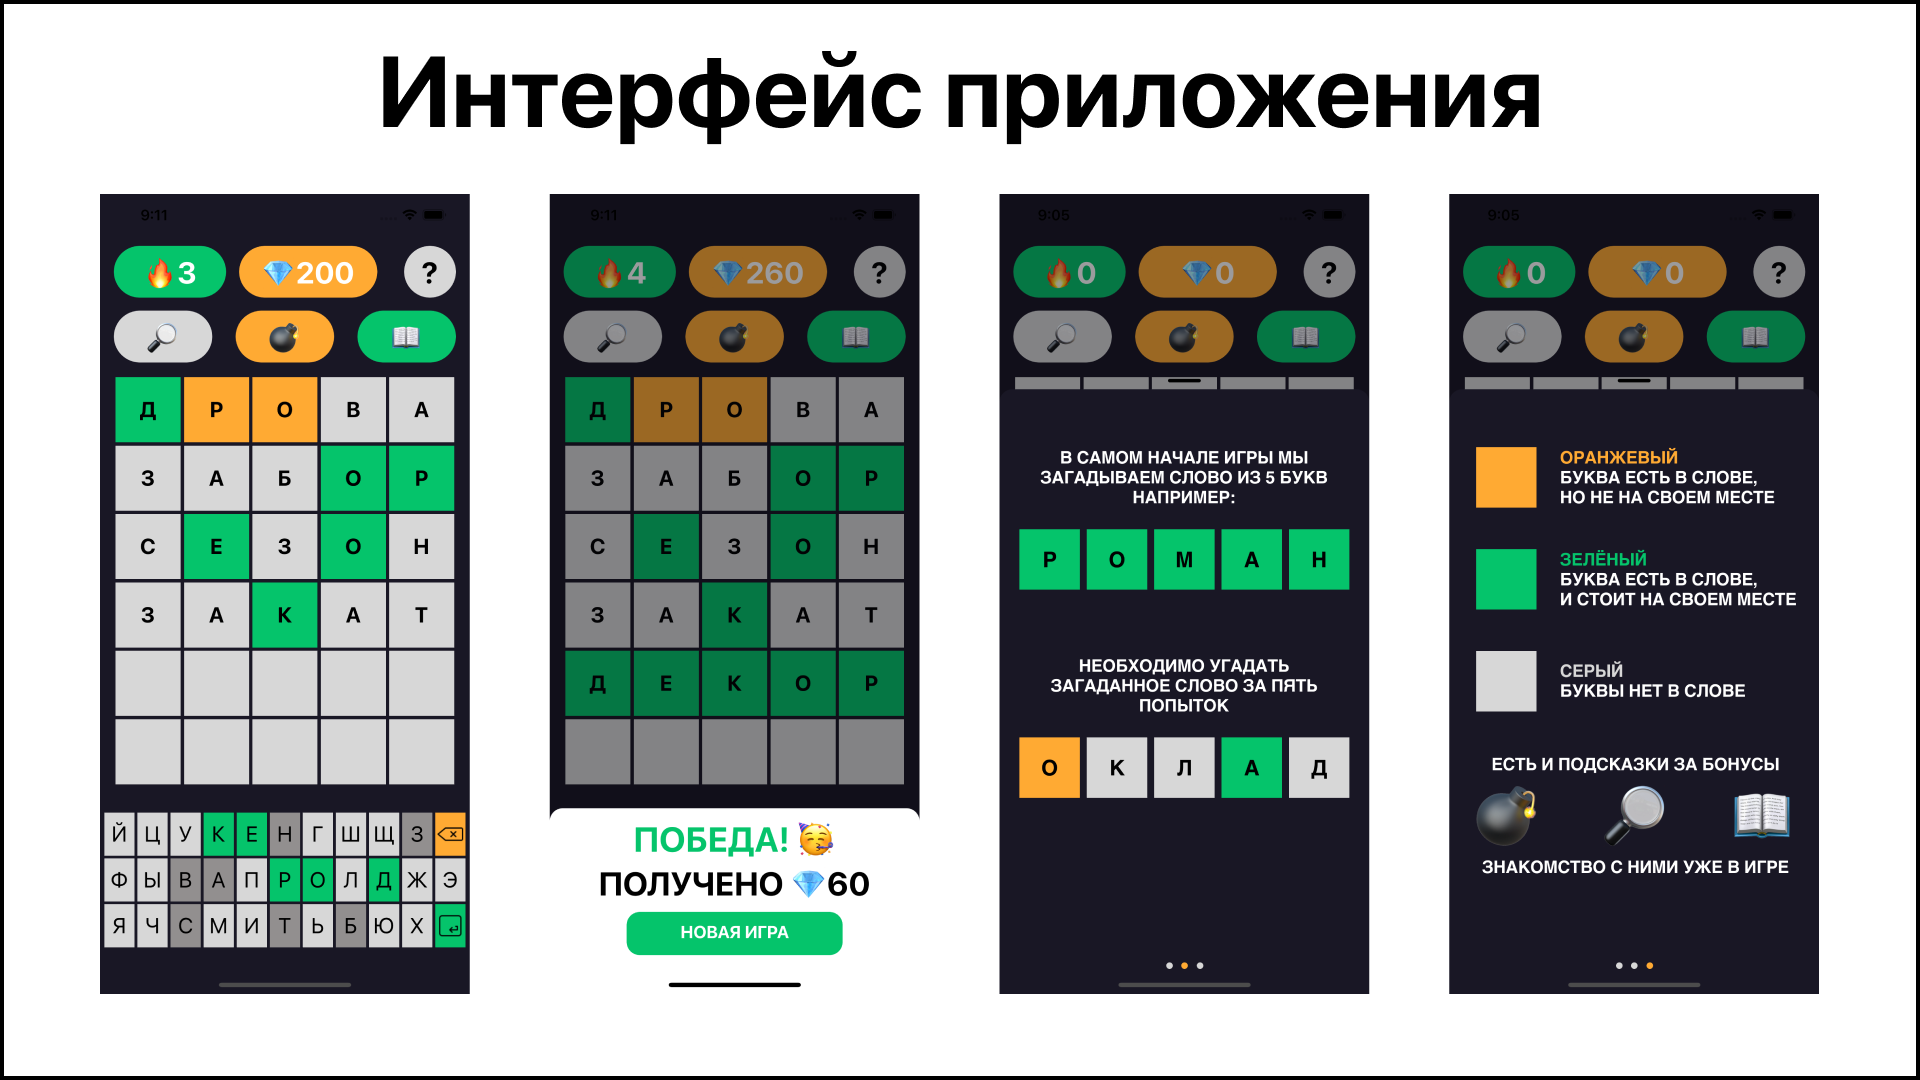 Интерфейс приложения
9:11
3
200
?
Д Р О В А
З А Б О Р
С Е З О Н
З А К А Т
Й Ц У К Е Н Г Ш Щ З
Ф Ы В А П Р О Л Д Ж Э
Я Ч С М И Т Ь Б Ю Х
9:11
4
260
?
Д Р О В А
З А Б О Р
С Е З О Н
З А К А Т
Д Е К О Р
ПОБЕДА!
ПОЛУЧЕНО 60
НОВАЯ ИГРА
9:05
0
0
?
В САМОМ НАЧАЛЕ ИГРЫ МЫ
ЗАГАДЫВАЕМ СЛОВО ИЗ 5 БУКВ
НАПРИМЕР:
Р О М А Н
НЕОБХОДИМО УГАДАТЬ
ЗАГАДАННОЕ СЛОВО ЗА ПЯТЬ
ПОПЫТОК
О К Л А Д
9:05
0
0
?
ОРАНЖЕВЫЙ
БУКВА ЕСТЬ В СЛОВЕ,
НО НЕ НА СВОЕМ МЕСТЕ
ЗЕЛЁНЫЙ
БУКВА ЕСТЬ В СЛОВЕ,
И СТОИТ НА СВОЕМ МЕСТЕ
СЕРЫЙ
БУКВЫ НЕТ В СЛОВЕ
ЕСТЬ И ПОДСКАЗКИ ЗА БОНУСЫ
ЗНАКОМСТВО С НИМИ УЖЕ В ИГРЕ